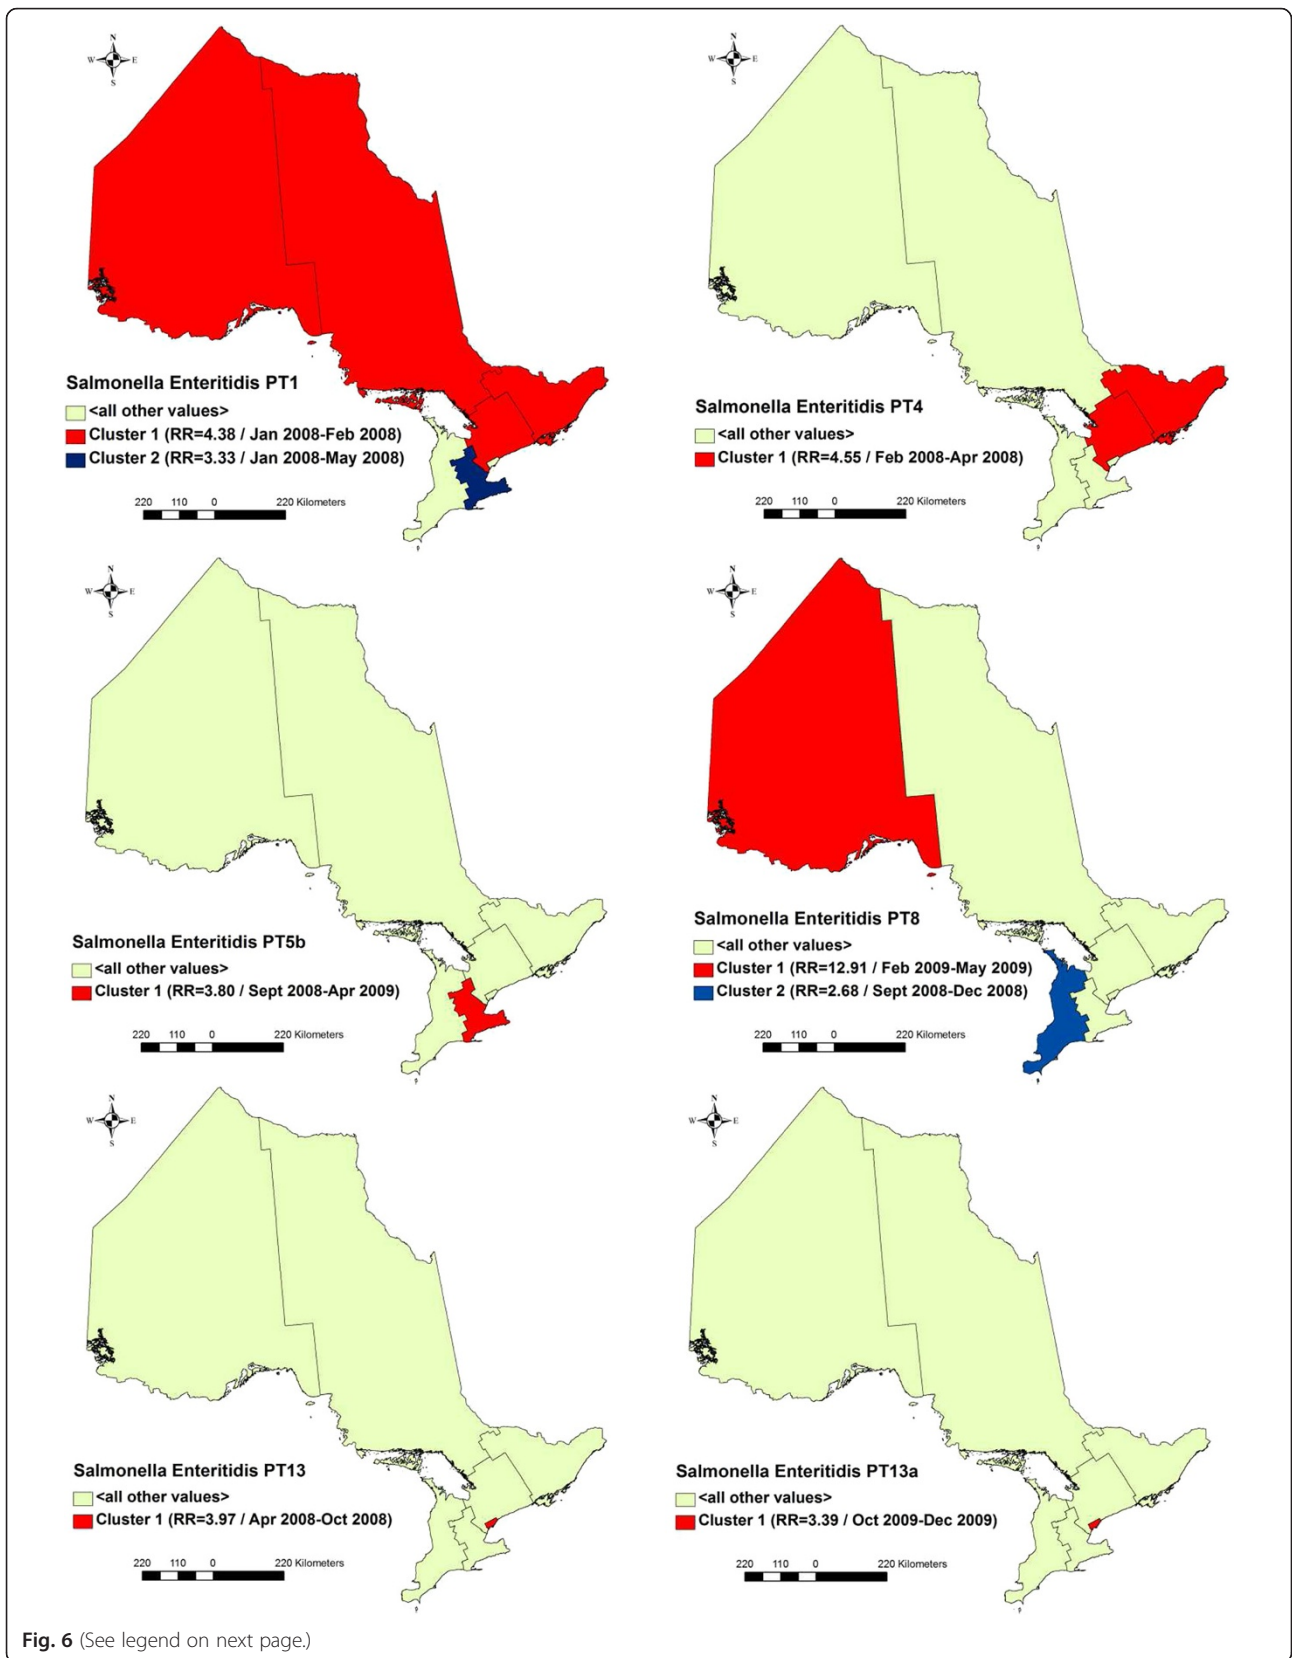 N
W E
S
Salmonella Enteritidis PT1
<all other values>
Cluster 1 (RR=4.38 / Jan 2008-Feb 2008)
Cluster 2 (RR=3.33 / Jan 2008-May 2008)
220 110 0 220 Kilometers
N
W E
S
Salmonella Enteritidis PT4
<all other values>
Cluster 1 (RR=4.55 / Feb 2008-Apr 2008)
220 110 0 220 Kilometers
N
W E
S
Salmonella Enteritidis PT5b
<all other values>
Cluster 1 (RR=3.80 / Sept 2008-Apr 2009)
220 110 0 220 Kilometers
N
W E
S
Salmonella Enteritidis PT8
<all other values>
Cluster 1 (RR=12.91 / Feb 2009-May 2009)
Cluster 2 (RR=2.68 / Sept 2008-Dec 2008)
220 110 0 220 Kilometers
N
W E
S
Salmonella Enteritidis PT13
<all other values>
Cluster 1 (RR=3.97 / Apr 2008-Oct 2008)
220 110 0 220 Kilometers
N
W E
S
Salmonella Enteritidis PT13a
<all other values>
Cluster 1 (RR=3.39 / Oct 2009-Dec 2009)
220 110 0 220 Kilometers
Fig. 6 (See legend on next page.)